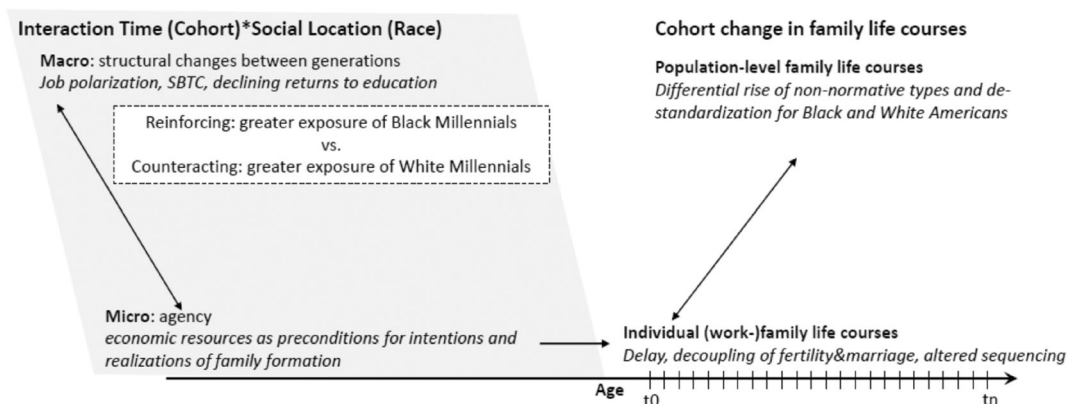 Interaction Time (Cohort)*Social Location (Race)
Macro: structural changes between generations
Job polarization, SBTC, declining returns to education
Reinforcing: greater exposure of Black Millennials
vs.
Counteracting: greater exposure of White Millennials
Micro: agency
economic resources as preconditions for intentions and
realizations of family formation
Cohort change in family life courses
Population-level family life courses
Differential rise of non-normative types and de-
standardization for Black and White Americans
Individual (work-)family life courses
Delay, decoupling of fertility&marriage, altered sequencing
Age
t0
tn